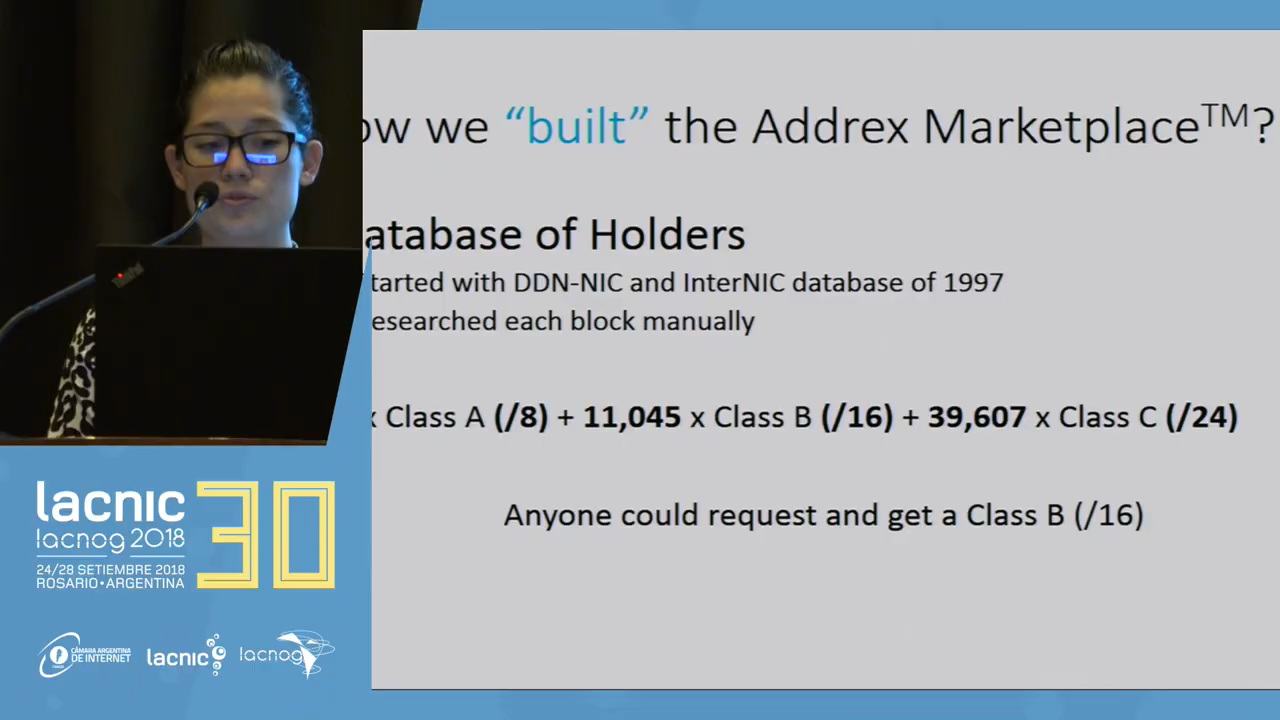 ow we “built” the Addrex Marketplace™?
atabase of Holders
tarted with DDN-NIC and InterNIC database of 1997
esearched each block manually
x Class A (/8) + 11,045 x Class B (/16) + 39,607 x Class C (/24)
Anyone could request and get a Class B (/16)
lacnic 30
lacnog 2018
24/28 SETIEMBRE 2018
ROSARIO•ARGENTINA
CÁMARA ARGENTINA
DE INTERNET
lacnic
lacnog